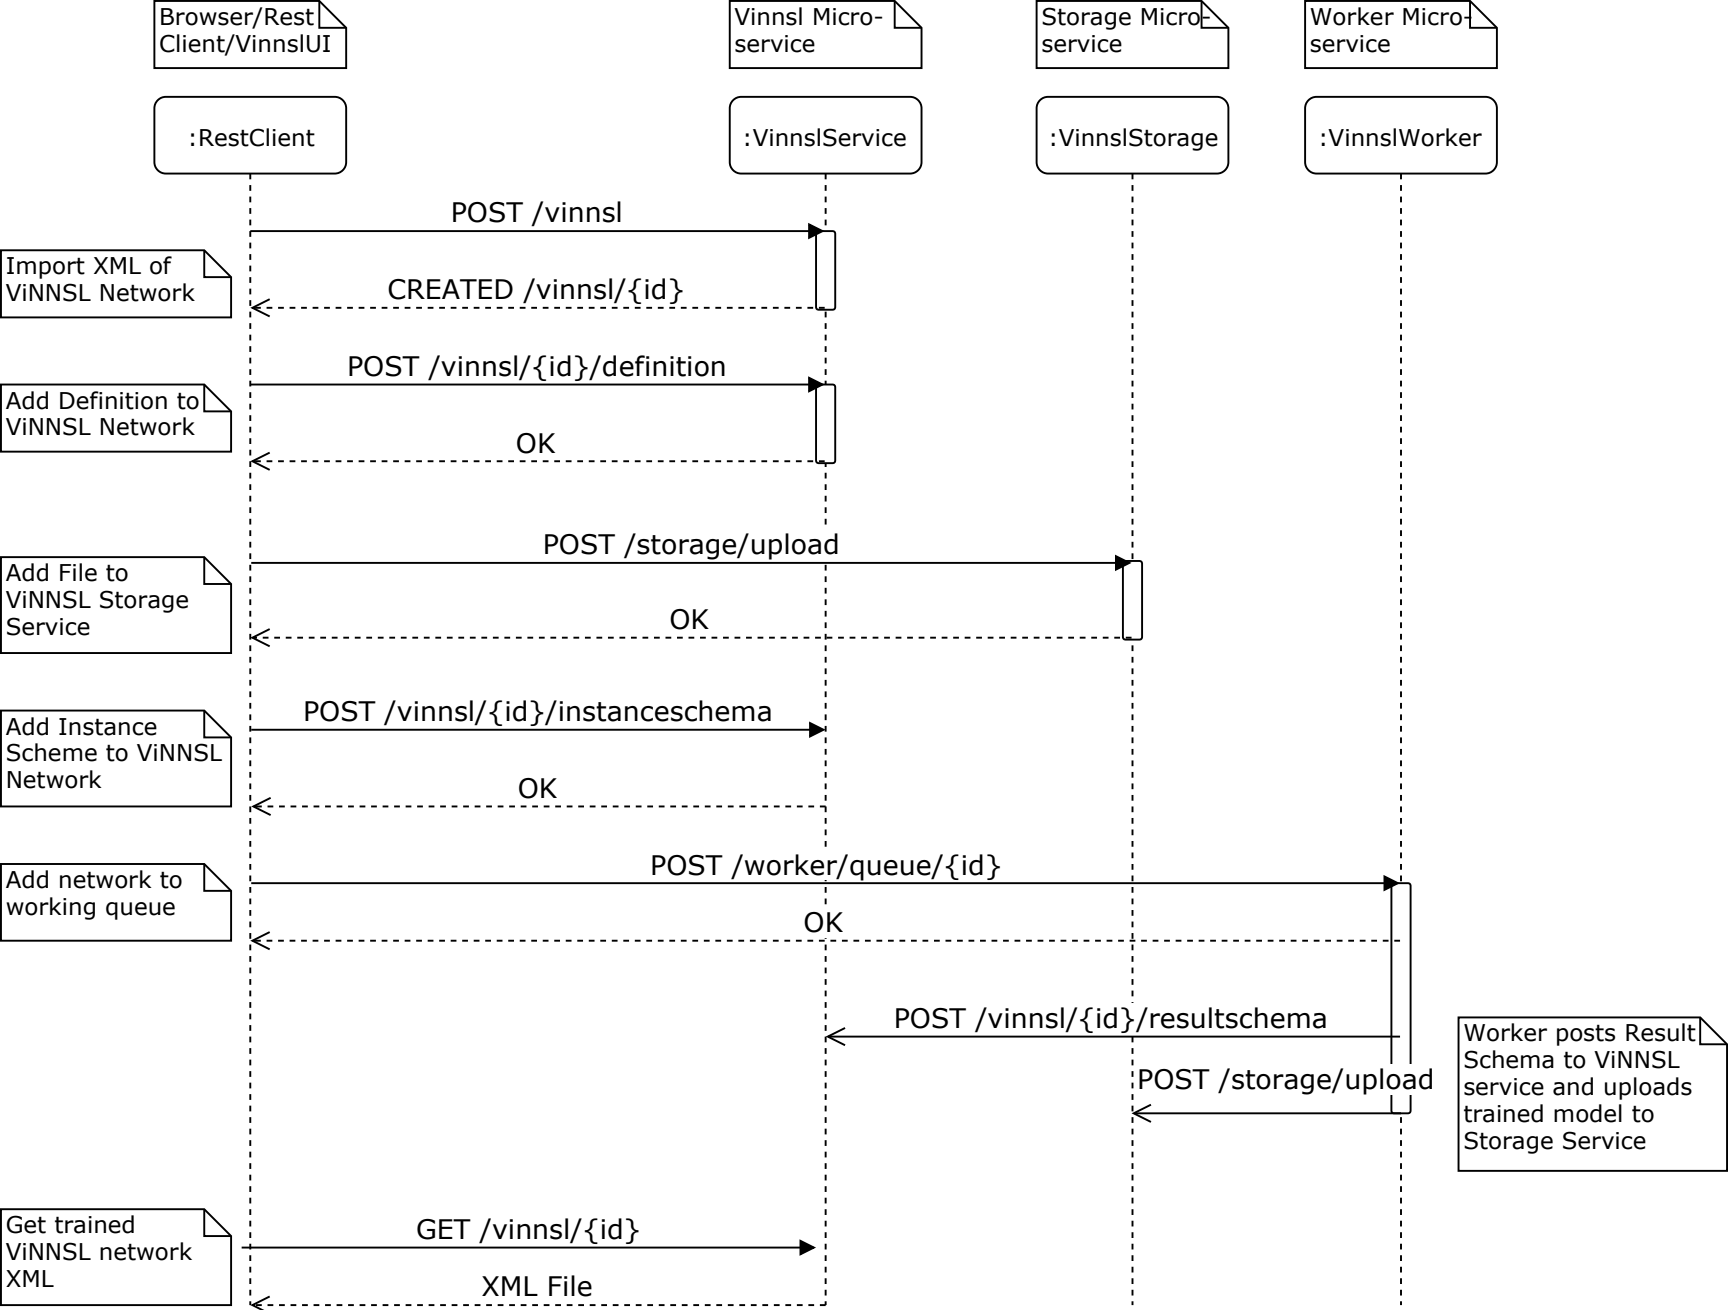 Browser/Rest
Client/VinnslUI
Vinnsl Micro-
service
Storage Micro-
service
Worker Micro-
service
:RestClient
:VinnslService
:VinnslStorage
:VinnslWorker
POST /vinnsl
Import XML of
ViNNSL Network
CREATED /vinnsl/{id}
POST /vinnsl/{id}/definition
Add Definition to
ViNNSL Network
OK
POST /storage/upload
Add File to
ViNNSL Storage
Service
OK
POST /vinnsl/{id}/instanceschema
Add Instance
Scheme to ViNNSL
Network
OK
POST /worker/queue/{id}
Add network to
working queue
OK
POST /vinnsl/{id}/resultschema
Worker posts Result
Schema to ViNNSL
service and uploads
trained model to
Storage Service
POST /storage/upload
Get trained
ViNNSL network
XML
GET /vinnsl/{id}
XML File